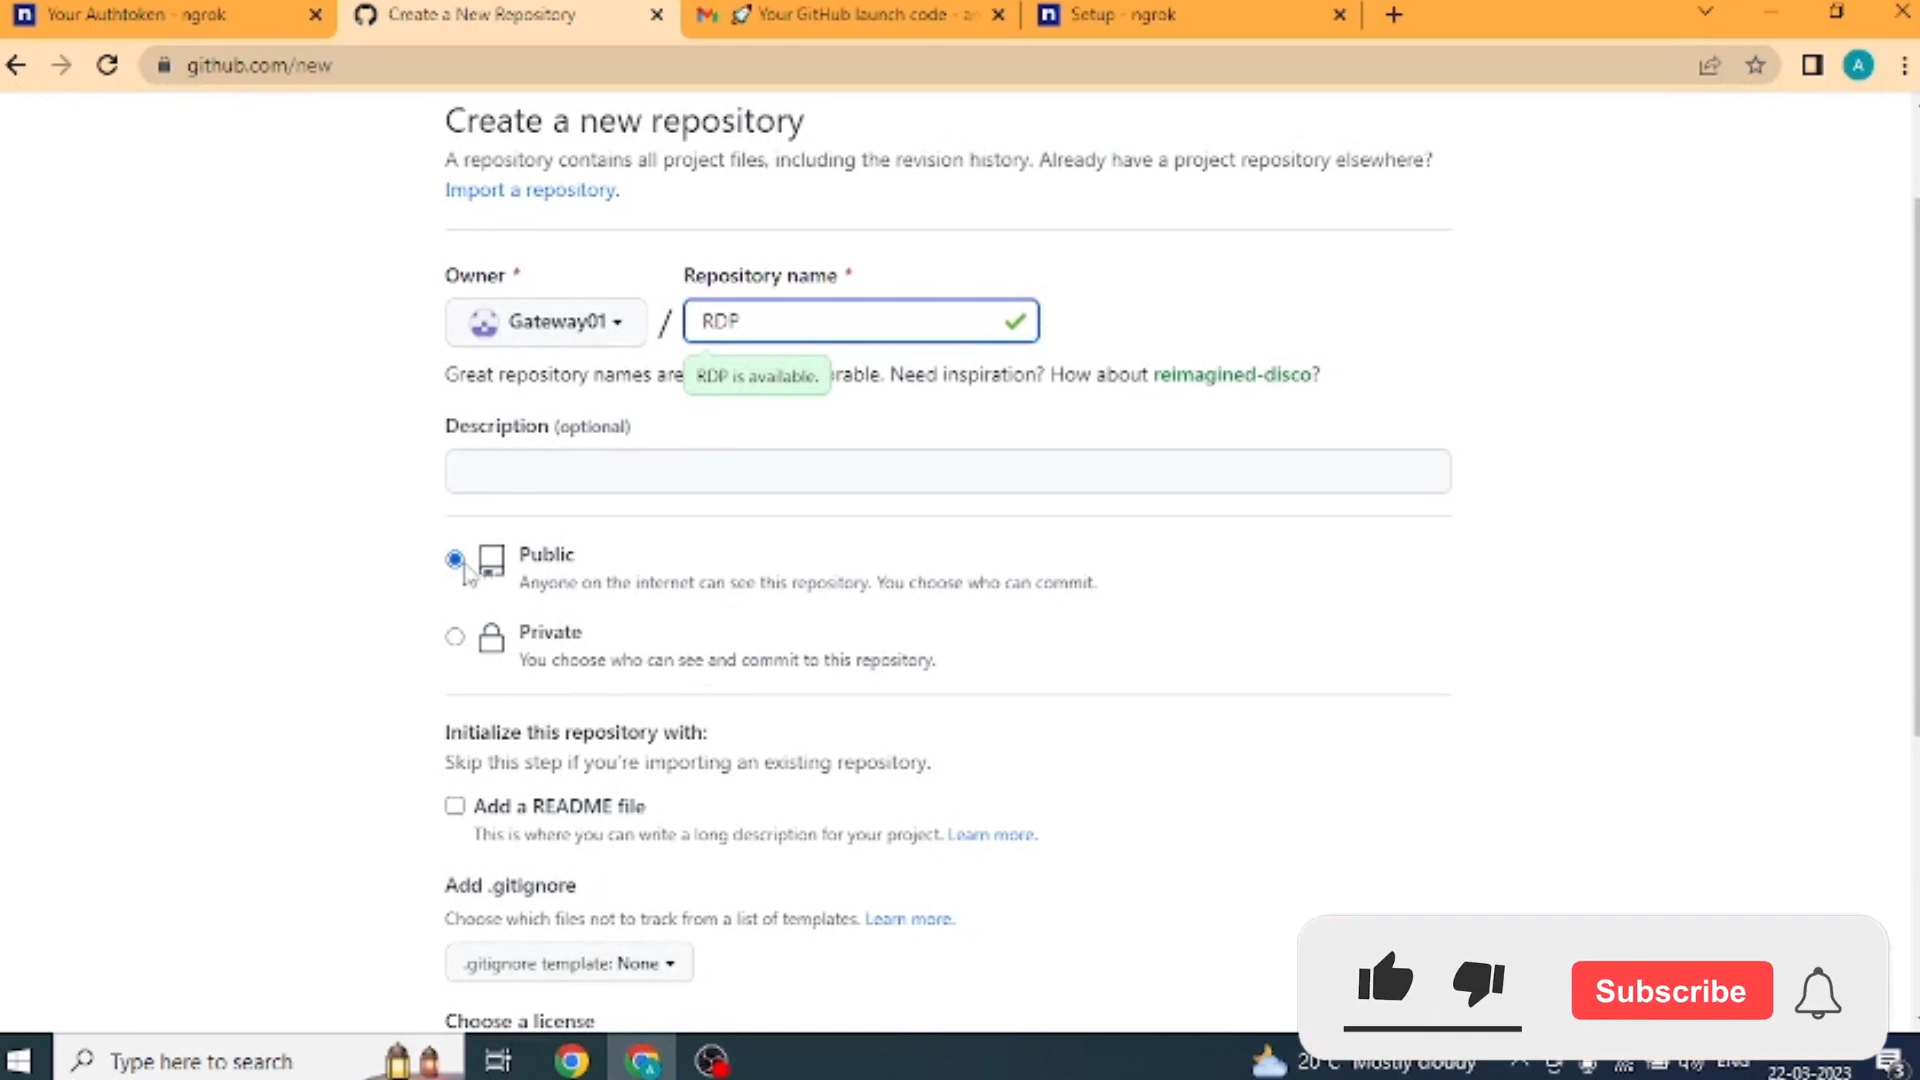 Your Authtoken - ngrok
Create a New Repository
Your GitHub launch code - a
Setup - ngrok
github.com/new
A
Create a new repository
A repository contains all project files, including the revision history. Already have a project repository elsewhere?
Import a repository.
Owner *
Repository name *
Gateway01
/
RDP
Great repository names are
RDP is available.
rable. Need inspiration? How about reimagined-disco?
Description (optional)
Public
Anyone on the internet can see this repository. You choose who can commit.
Private
You choose who can see and commit to this repository.
Initialize this repository with:
Skip this step if you're importing an existing repository.
Add a README file
This is where you can write a long description for your project. Learn more.
Add .gitignore
Choose which files not to track from a list of templates. Learn more.
.gitignore template: None
Choose a license
Subscribe
Type here to search
20°C Mostly cloudy
ENG
22-03-2023
3